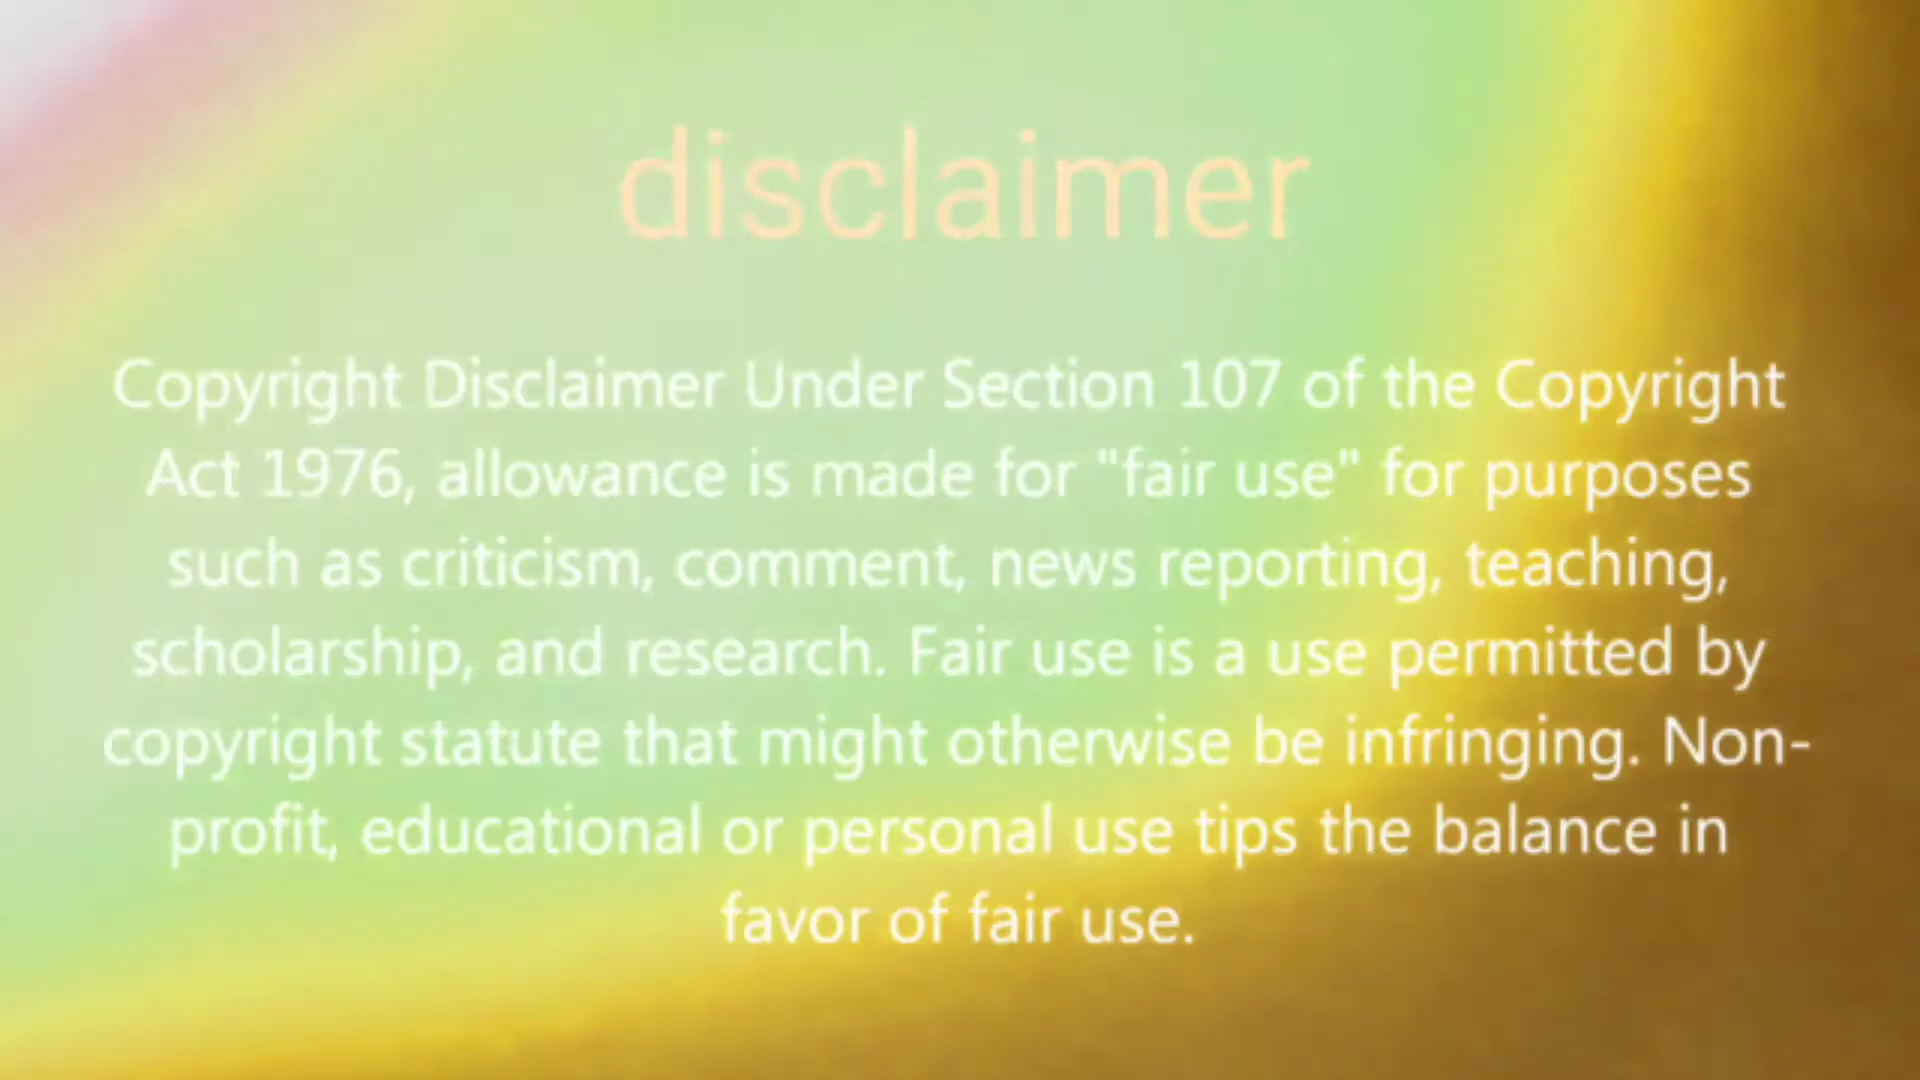 disclaimer
Copyright Disclaimer Under Section 107 of the Copyright
Act 1976, allowance is made for "fair use" for purposes
such as criticism, comment, news reporting, teaching,
scholarship, and research. Fair use is a use permitted by
copyright statute that might otherwise be infringing. Non-
profit, educational or personal use tips the balance in
favor of fair use.